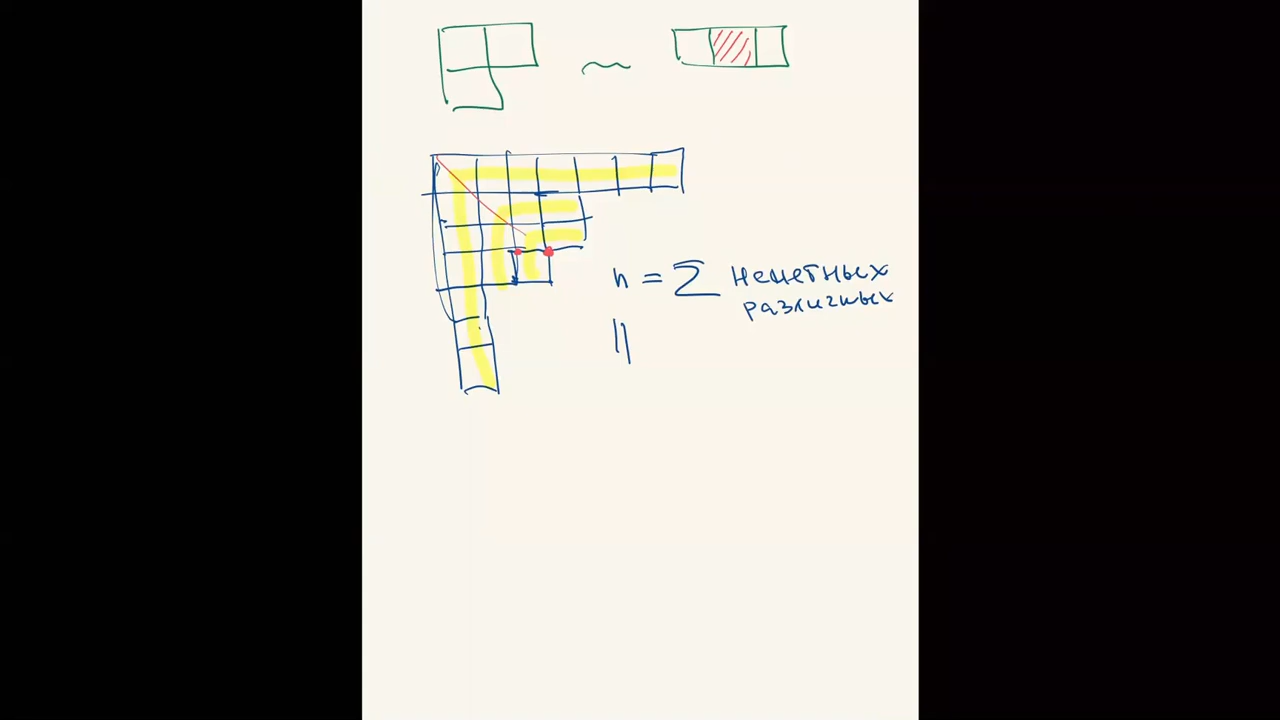 ~
n = Σ нечетных
различных
||